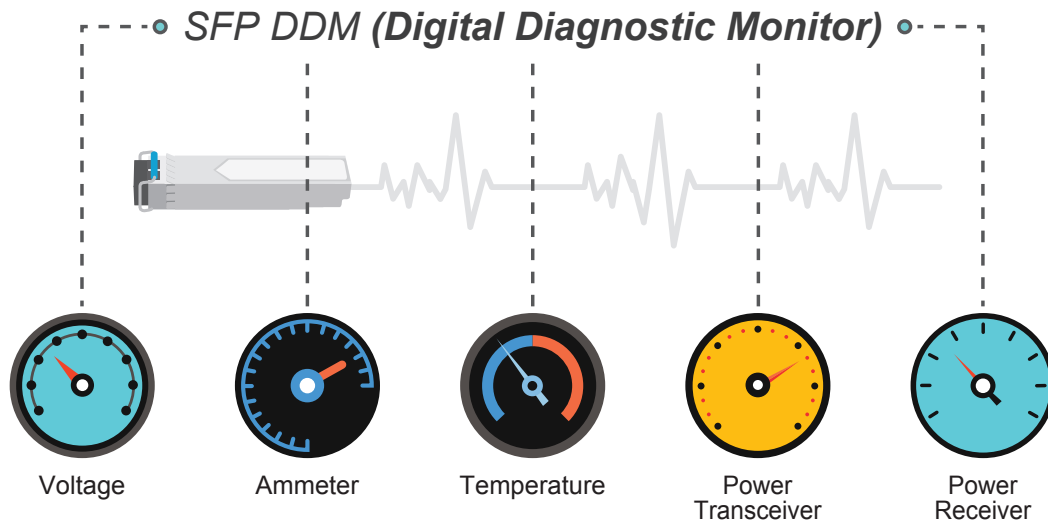 SFP DDM (Digital Diagnostic Monitor)
Voltage
Ammeter
Temperature
Power
Transceiver
Power
Receiver